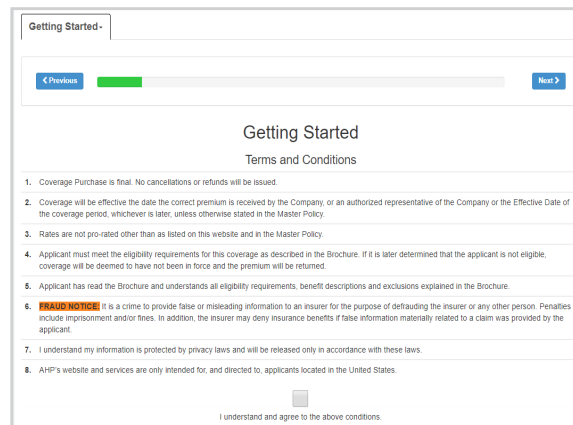 Getting Started-
Previous
Next
Getting Started
Terms and Conditions
1. Coverage Purchase is final. No cancellations or refunds will be issued.
2. Coverage will be effective the date the correct premium is received by the Company, or an authorized representative of the Company or the Effective Date of
the coverage period, whichever is later, unless otherwise stated in the Master Policy.
3. Rates are not pro-rated other than as listed on this website and in the Master Policy.
4. Applicant must meet the eligibility requirements for this coverage as described in the Brochure. If it is later determined that the applicant is not eligible,
coverage will be deemed to have not been in force and the premium will be returned.
5. Applicant has read the Brochure and understands all eligibility requirements, benefit descriptions and exclusions explained in the Brochure.
6. FRAUD NOTICE: It is a crime to provide false or misleading information to an insurer for the purpose of defrauding the insurer or any other person. Penalties
include imprisonment and/or fines. In addition, the insurer may deny insurance benefits if false information materially related to a claim was provided by the
applicant.
7. I understand my information is protected by privacy laws and will be released only in accordance with these laws.
8. AHP's website and services are only intended for, and directed to, applicants located in the United States.
I understand and agree to the above conditions.